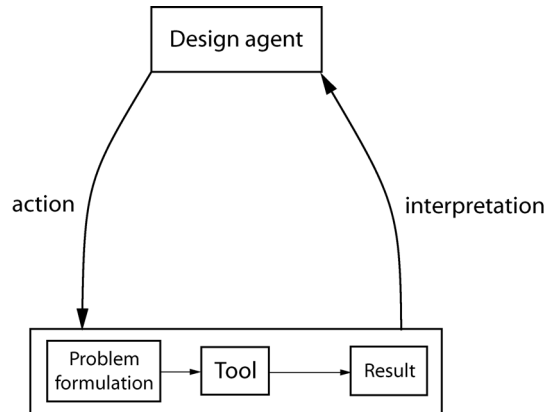 Design agent
action
interpretation
Problem
formulation
Tool
Result